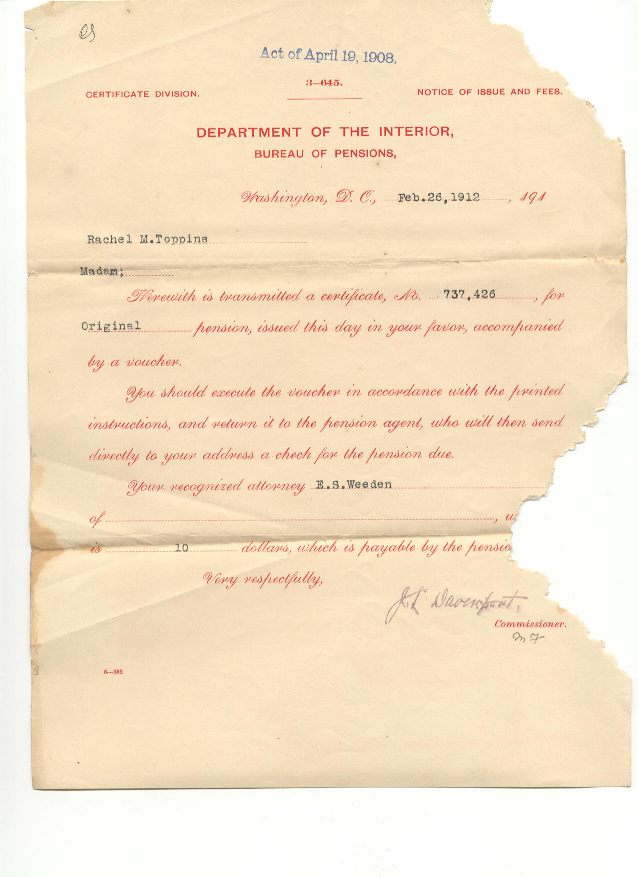 Act of April 19, 1908.
3—645.
CERTIFICATE DIVISION.
NOTICE OF ISSUE AND FEES.
DEPARTMENT OF THE INTERIOR,
BUREAU OF PENSIONS,
Washington, D. C., Feb.26,1912, 191
Rachel M.Toppins
Madam;
Herewith is transmitted a certificate, No. 737,426, for
Original pension, issued this day in your favor, accompanied
by a voucher.
You should execute the voucher in accordance with the printed
instructions, and return it to the pension agent, who will then send
directly to your address a check for the pension due.
Your recognized attorney E.S.Weeden
of ,
is 10 dollars, which is payable by the pensio
Very respectfully,
J. L. Davenport.
Commissioner.
6—383